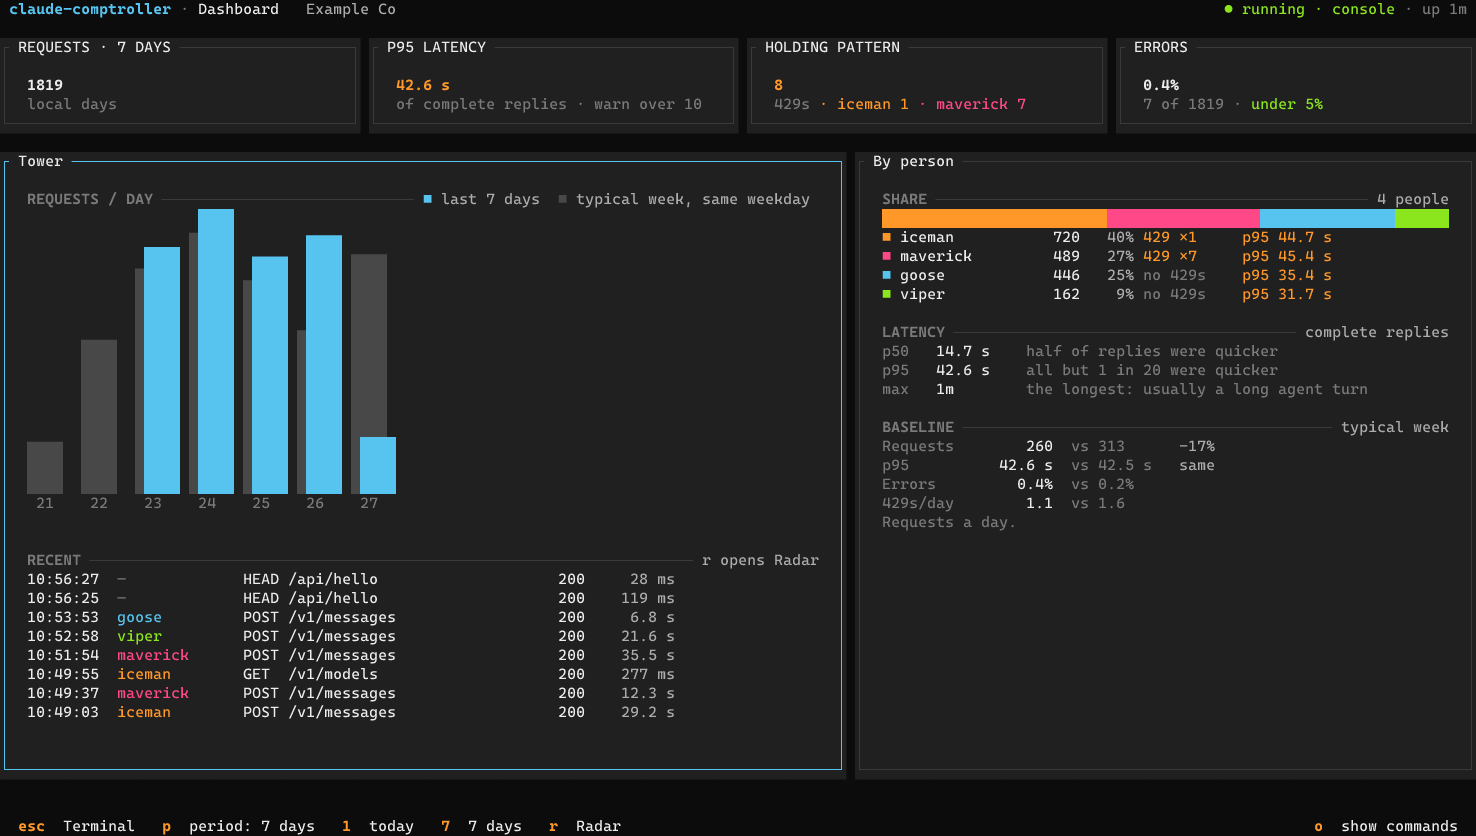 claude-comptroller · Dashboard Example Co ● running · console · up 1m
REQUESTS · 7 DAYS
1819
local days
P95 LATENCY
42.6 s
of complete replies · warn over 10
HOLDING PATTERN
8
429s · iceman 1 · maverick 7
ERRORS
0.4%
7 of 1819 · under 5%
Tower
REQUESTS / DAY ■ last 7 days ■ typical week, same weekday
21 22 23 24 25 26 27
RECENT r opens Radar
10:56:27 — HEAD /api/hello 200 28 ms
10:56:25 — HEAD /api/hello 200 119 ms
10:53:53 goose POST /v1/messages 200 6.8 s
10:52:58 viper POST /v1/messages 200 21.6 s
10:51:54 maverick POST /v1/messages 200 35.5 s
10:49:55 iceman GET /v1/models 200 277 ms
10:49:37 maverick POST /v1/messages 200 12.3 s
10:49:03 iceman POST /v1/messages 200 29.2 s
By person
SHARE 4 people
■ iceman 720 40% 429 ×1 p95 44.7 s
■ maverick 489 27% 429 ×7 p95 45.4 s
■ goose 446 25% no 429s p95 35.4 s
■ viper 162 9% no 429s p95 31.7 s
LATENCY complete replies
p50 14.7 s half of replies were quicker
p95 42.6 s all but 1 in 20 were quicker
max 1m the longest: usually a long agent turn
BASELINE typical week
Requests 260 vs 313 −17%
p95 42.6 s vs 42.5 s same
Errors 0.4% vs 0.2%
429s/day 1.1 vs 1.6
Requests a day.
esc Terminal p period: 7 days 1 today 7 7 days r Radar o show commands